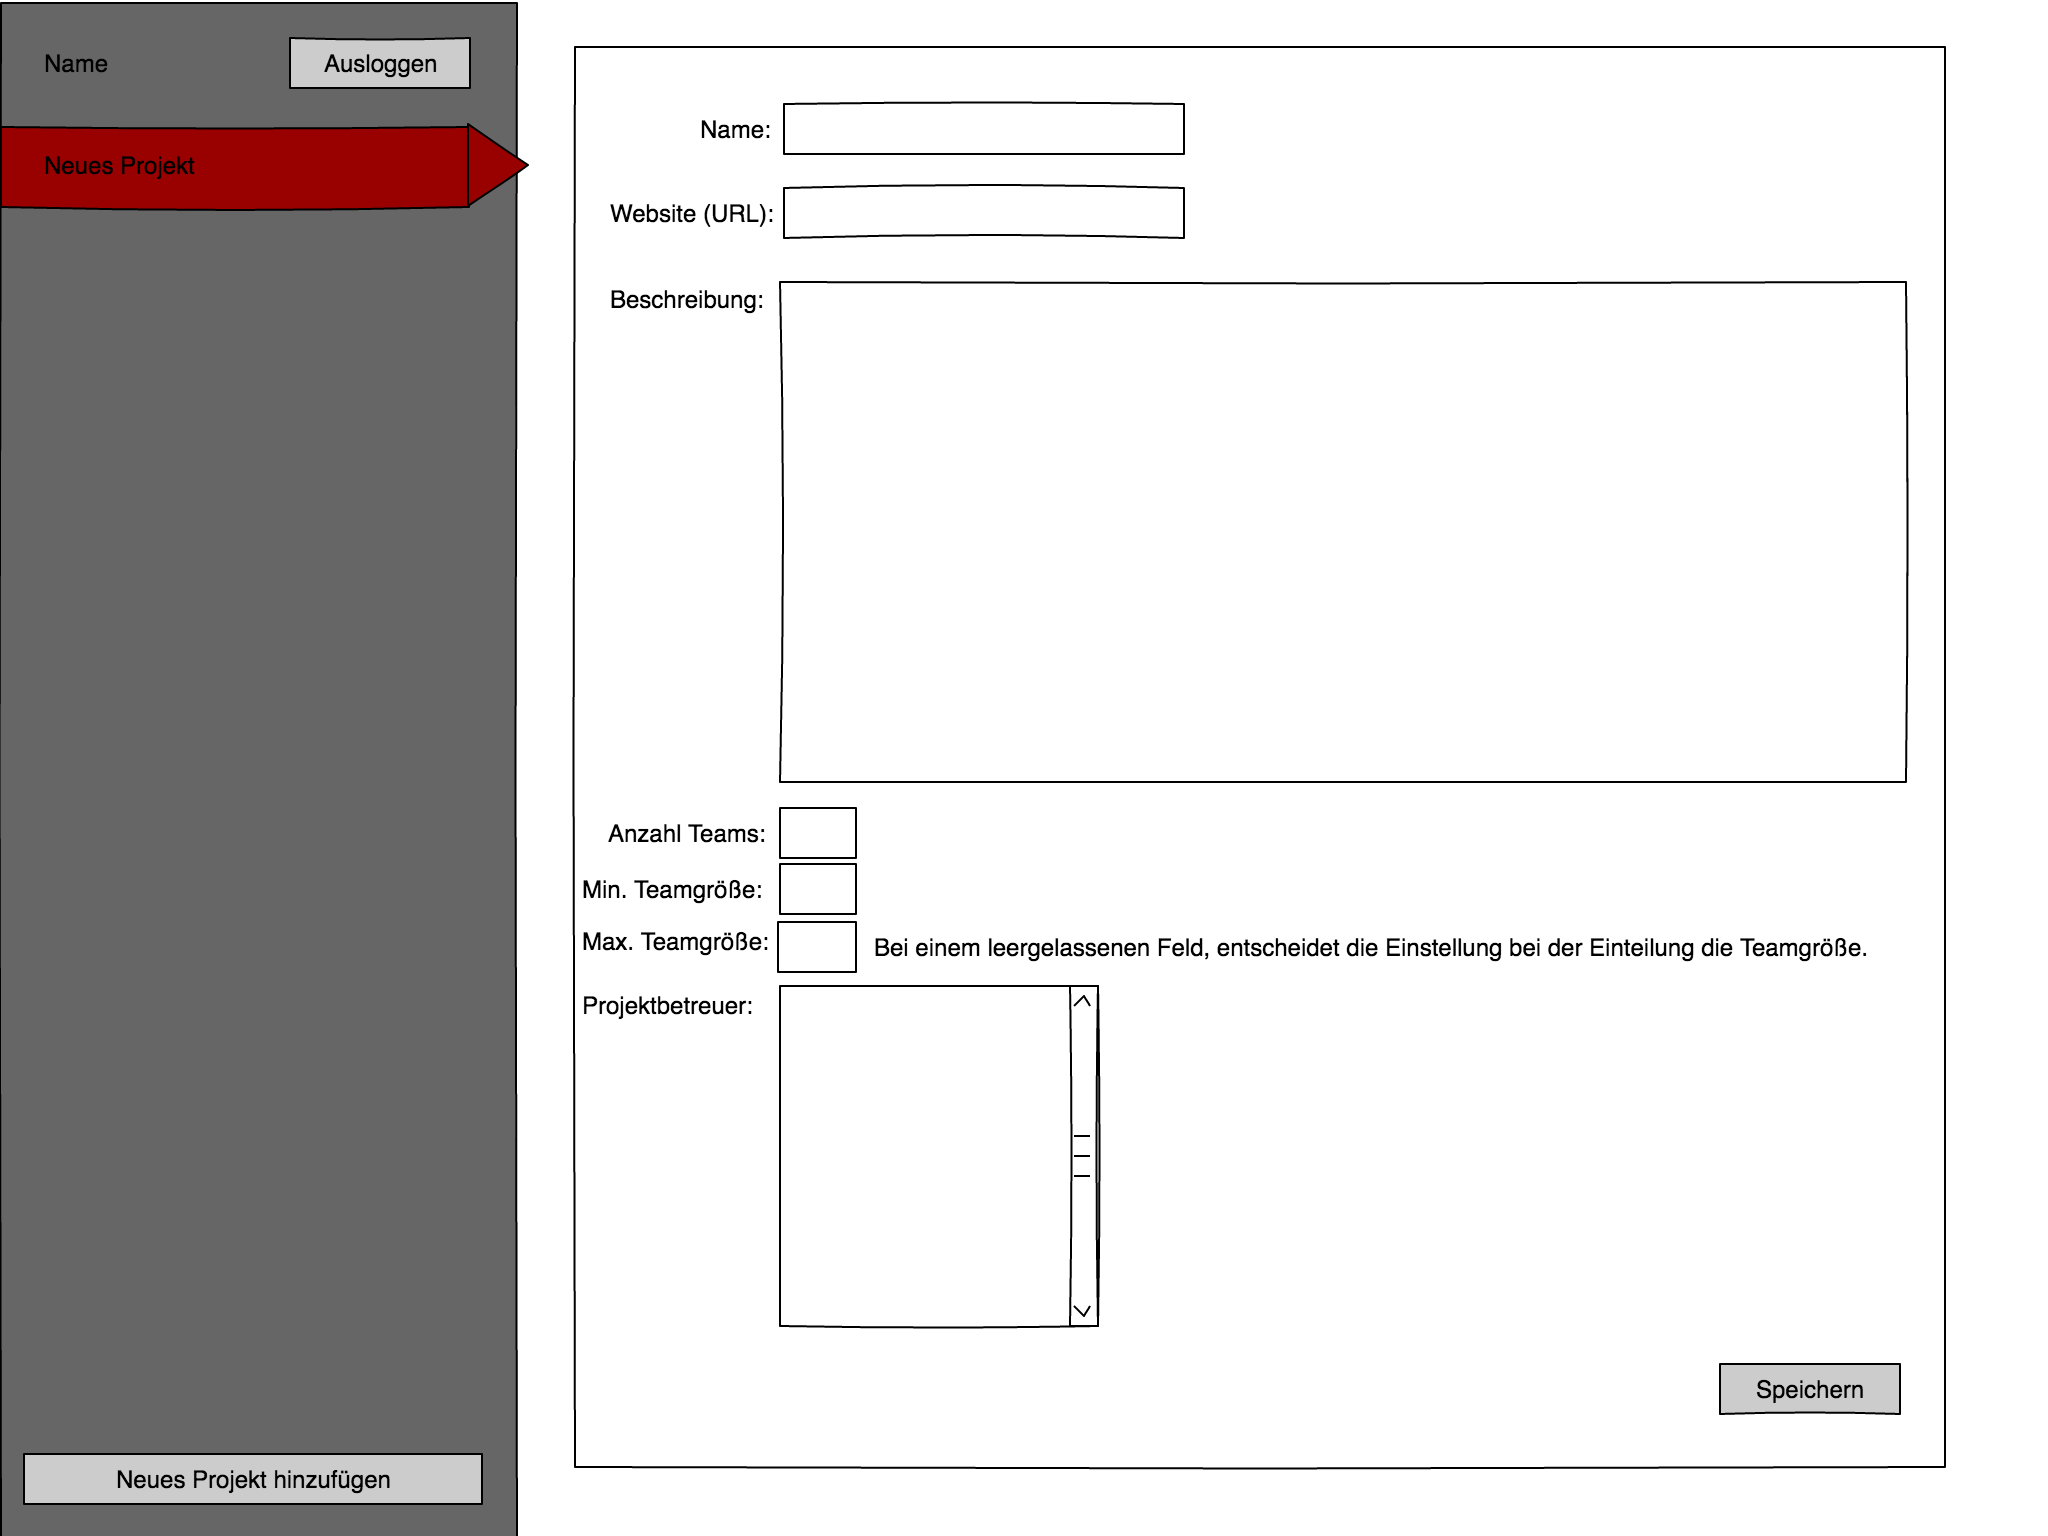 Name
Ausloggen
Neues Projekt
Neues Projekt hinzufügen
Name:
Website (URL):
Beschreibung:
Anzahl Teams:
Min. Teamgröße:
Max. Teamgröße:
Bei einem leergelassenen Feld, entscheidet die Einstellung bei der Einteilung die Teamgröße.
Projektbetreuer:
Speichern